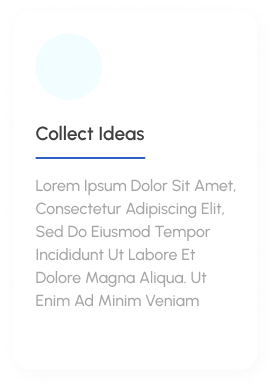 Collect Ideas
Lorem Ipsum Dolor Sit Amet,
Consectetur Adipiscing Elit,
Sed Do Eiusmod Tempor
Incididunt Ut Labore Et
Dolore Magna Aliqua. Ut
Enim Ad Minim Veniam